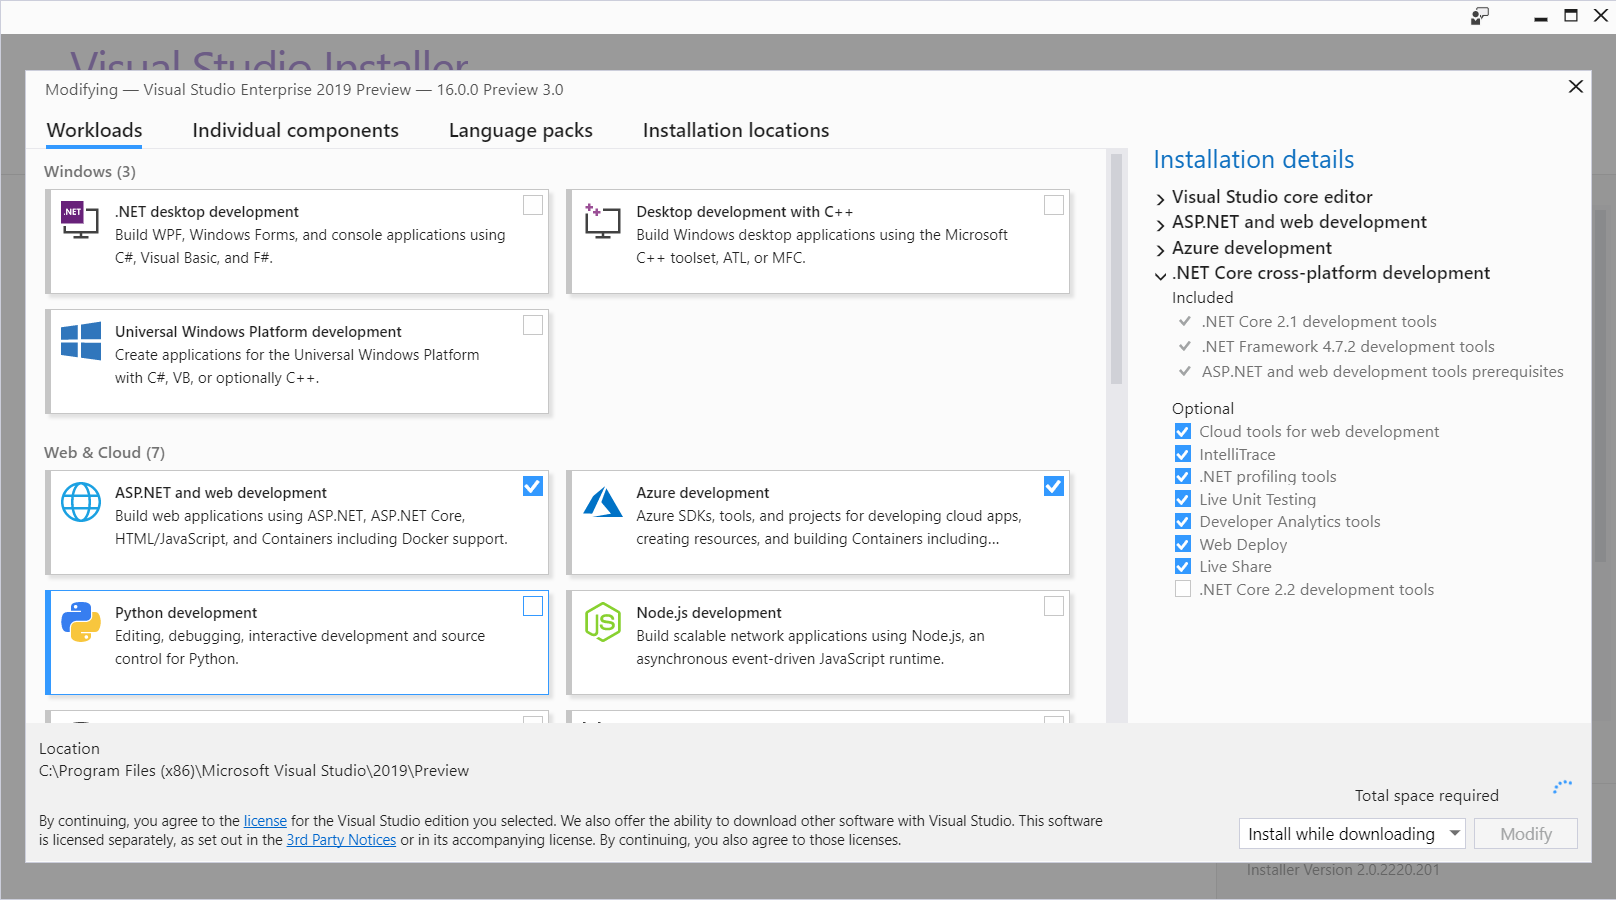 Visual Studio Installer
Modifying — Visual Studio Enterprise 2019 Preview — 16.0.0 Preview 3.0
Workloads
Individual components
Language packs
Installation locations
Windows (3)
.NET
.NET desktop development
Build WPF, Windows Forms, and console applications using
C#, Visual Basic, and F#.
Desktop development with C++
Build Windows desktop applications using the Microsoft
C++ toolset, ATL, or MFC.
Universal Windows Platform development
Create applications for the Universal Windows Platform
with C#, VB, or optionally C++.
Web & Cloud (7)
ASP.NET and web development
Build web applications using ASP.NET, ASP.NET Core,
HTML/JavaScript, and Containers including Docker support.
Azure development
Azure SDKs, tools, and projects for developing cloud apps,
creating resources, and building Containers including...
Python development
Editing, debugging, interactive development and source
control for Python.
JS
Node.js development
Build scalable network applications using Node.js, an
asynchronous event-driven JavaScript runtime.
Installation details
Visual Studio core editor
ASP.NET and web development
Azure development
.NET Core cross-platform development
Included
.NET Core 2.1 development tools
.NET Framework 4.7.2 development tools
ASP.NET and web development tools prerequisites
Optional
Cloud tools for web development
IntelliTrace
.NET profiling tools
Live Unit Testing
Developer Analytics tools
Web Deploy
Live Share
.NET Core 2.2 development tools
Location
C:\Program Files (x86)\Microsoft Visual Studio\2019\Preview
By continuing, you agree to the license for the Visual Studio edition you selected. We also offer the ability to download other software with Visual Studio. This software
is licensed separately, as set out in the 3rd Party Notices or in its accompanying license. By continuing, you also agree to those licenses.
Total space required
Install while downloading
Modify
Installer Version 2.0.2220.201